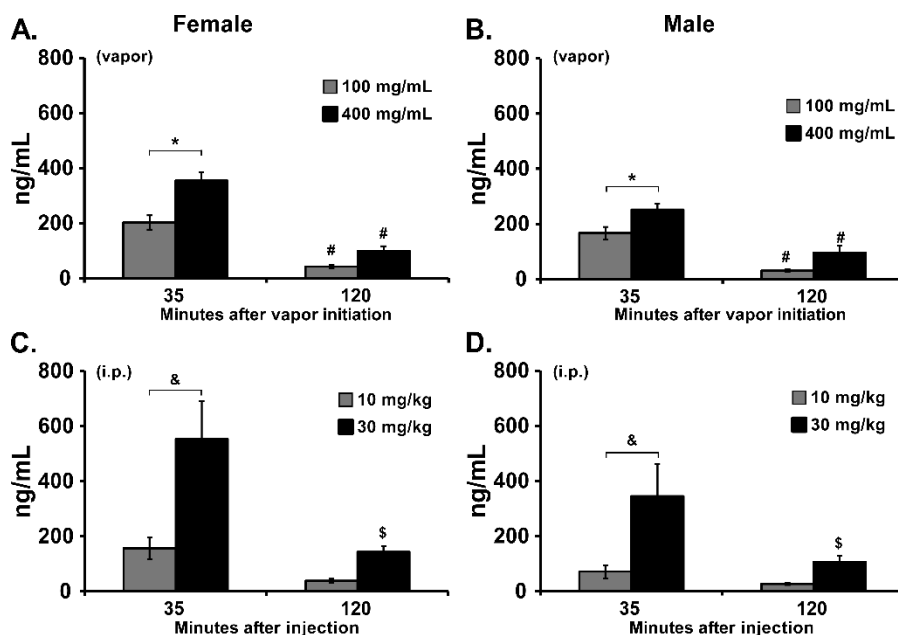 Female
Male
A.
(vapor)
800
600
400
200
0
ng/mL
100 mg/mL
400 mg/mL
*
#
#
35
120
Minutes after vapor initiation
B.
(vapor)
800
600
400
200
0
ng/mL
100 mg/mL
400 mg/mL
*
#
#
35
120
Minutes after vapor initiation
C.
(i.p.)
800
600
400
200
0
ng/mL
10 mg/kg
30 mg/kg
&
$
35
120
Minutes after injection
D.
(i.p.)
800
600
400
200
0
ng/mL
10 mg/kg
30 mg/kg
&
$
35
120
Minutes after injection